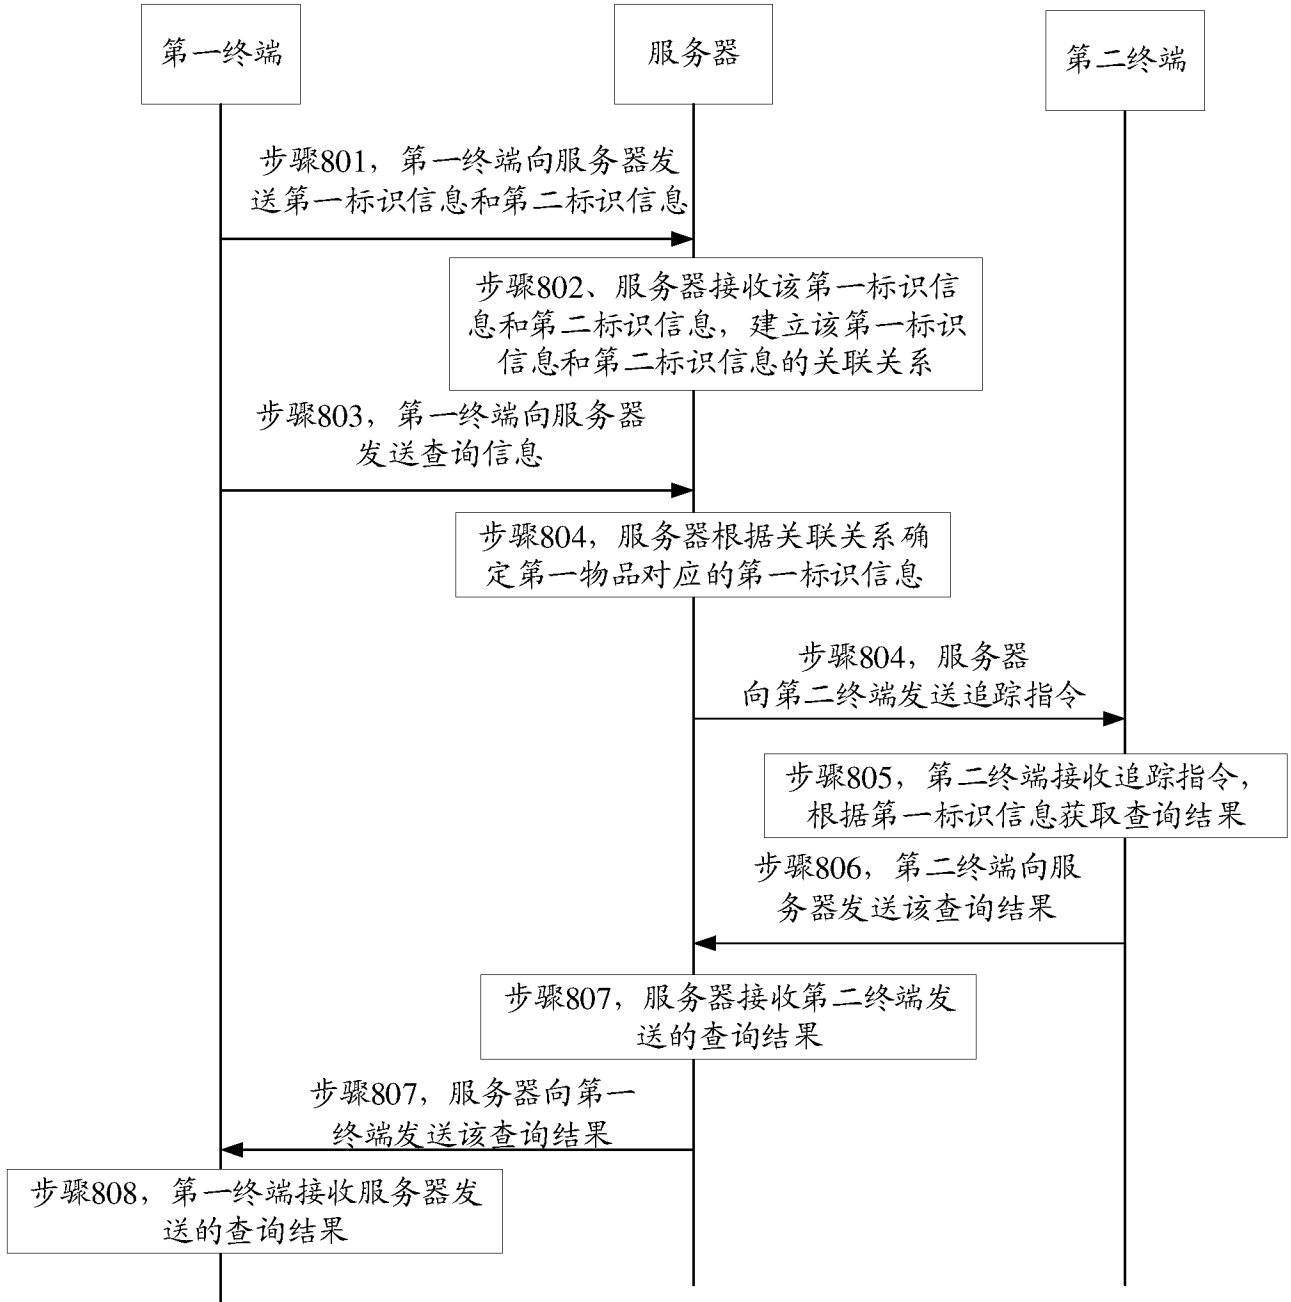 第一终端
服务器
第二终端
步骤801，第一终端向服务器发
送第一标识信息和第二标识信息
步骤802、服务器接收该第一标识信
息和第二标识信息，建立该第一标识
信息和第二标识信息的关联关系
步骤803，第一终端向服务器
发送查询信息
步骤804，服务器根据关联关系确
定第一物品对应的第一标识信息
步骤804，服务器
向第二终端发送追踪指令
步骤805，第二终端接收追踪指令，
根据第一标识信息获取查询结果
步骤806，第二终端向服
务器发送该查询结果
步骤807，服务器接收第二终端发
送的查询结果
步骤807，服务器向第一
终端发送该查询结果
步骤808，第一终端接收服务器发
送的查询结果